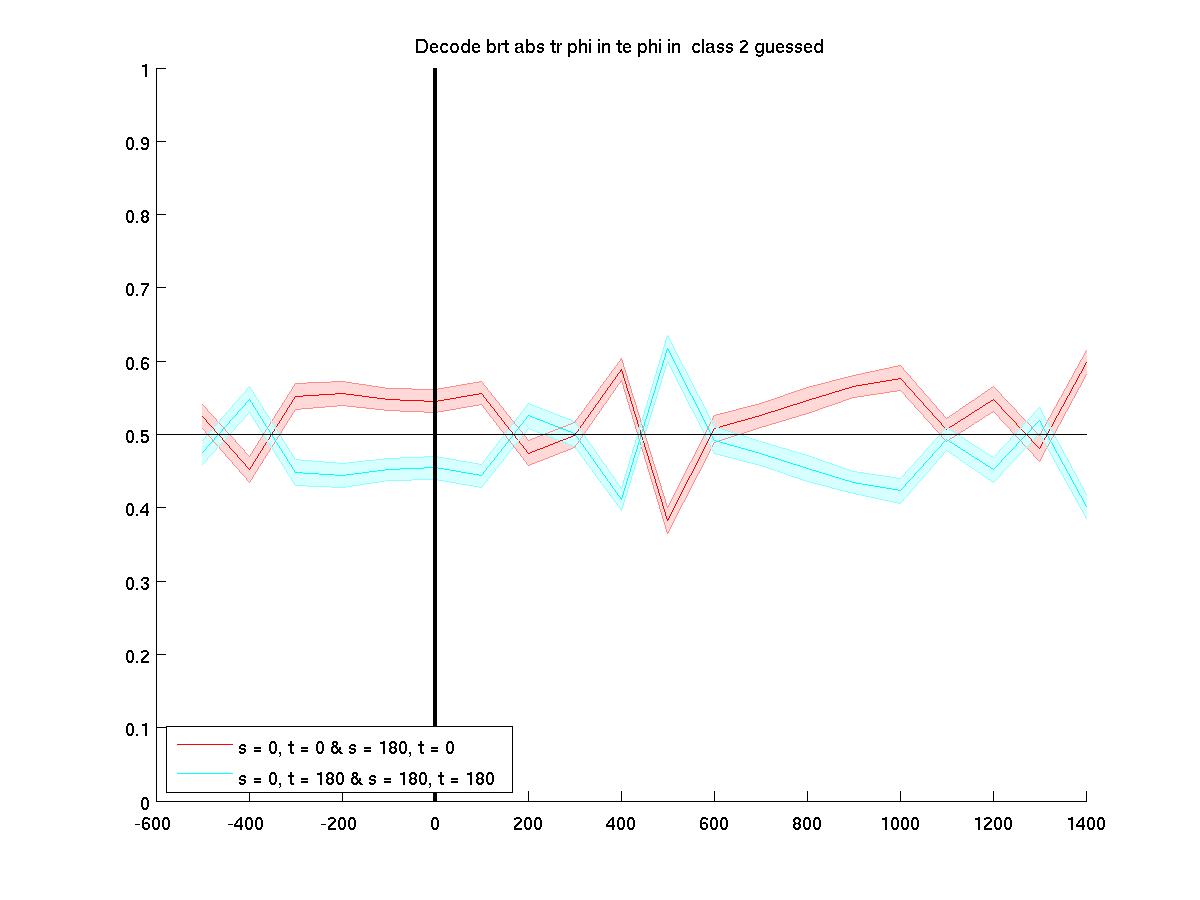 Decode brt abs tr phi in te phi in  class 2 guessed
1
0.9
0.8
0.7
0.6
0.5
0.4
0.3
0.2
0.1
0
s = 0, t = 0 & s = 180, t = 0
s = 0, t = 180 & s = 180, t = 180
-600 -400 -200 0 200 400 600 800 1000 1200 1400